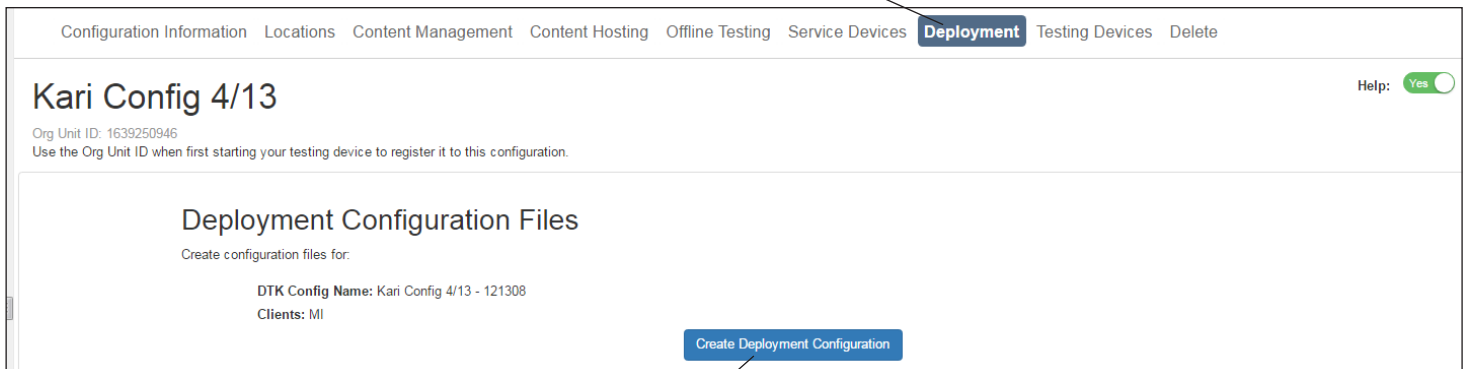 Configuration Information Locations Content Management Content Hosting Offline Testing Service Devices Deployment Testing Devices Delete
Kari Config 4/13
Help: Yes
Org Unit ID: 1639250946
Use the Org Unit ID when first starting your testing device to register it to this configuration.
Deployment Configuration Files
Create configuration files for:
DTK Config Name: Kari Config 4/13 - 121308
Clients: MI
Create Deployment Configuration